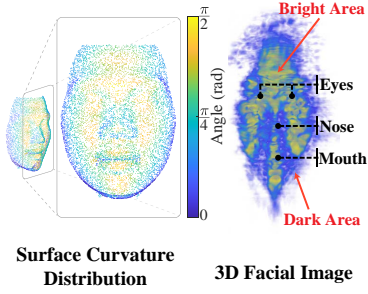 Bright Area
π
2
π
4
0
Angle (rad)
Eyes
Nose
Mouth
Dark Area
Surface Curvature
Distribution
3D Facial Image